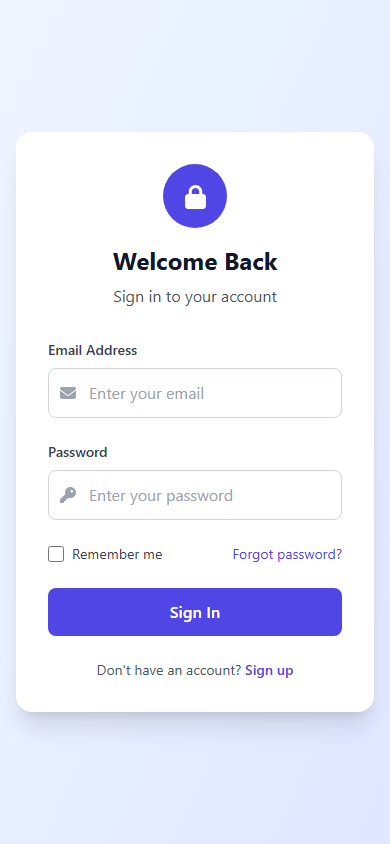 Welcome Back
Sign in to your account
Email Address
Enter your email
Password
Enter your password
Remember me Forgot password?
Sign In
Don't have an account? Sign up